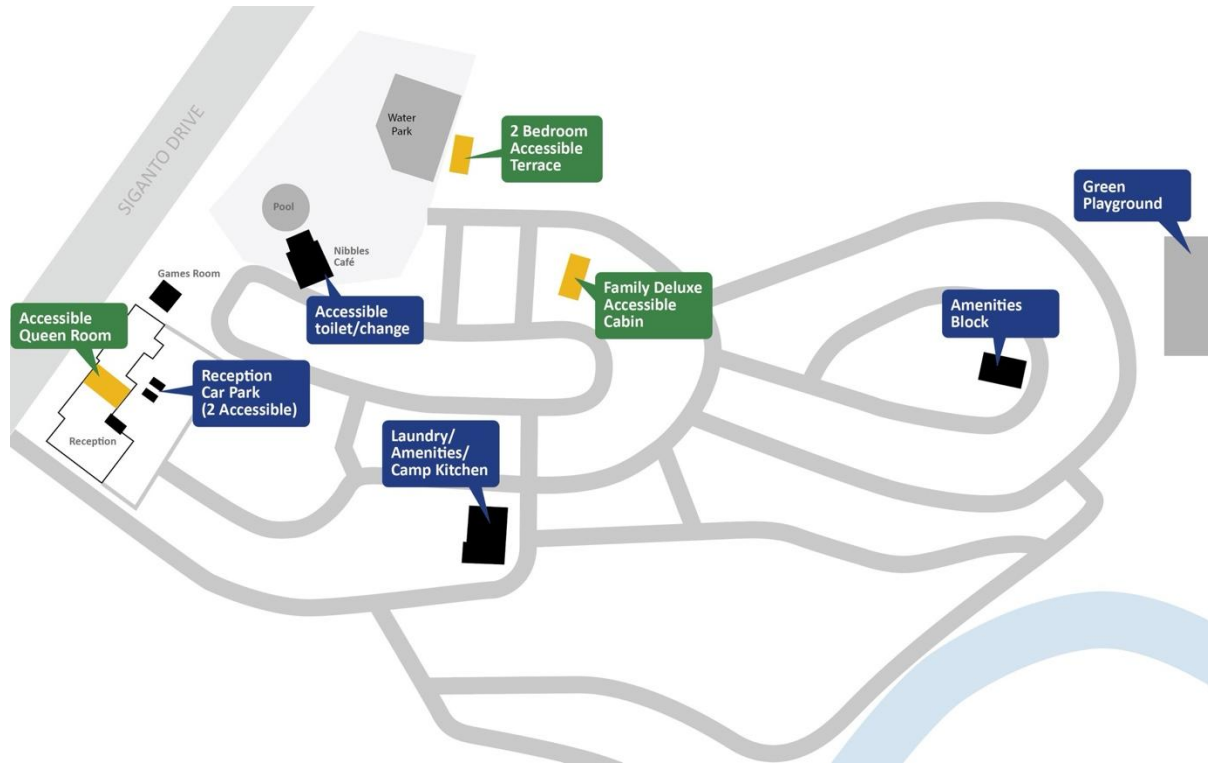 SIGANTO DRIVE
Water
Park
2 Bedroom
Accessible
Terrace
Green
Playground
Pool
Nibbles
Café
Games Room
Accessible
toilet/change
Family Deluxe
Accessible
Cabin
Amenities
Block
Accessible
Queen Room
Reception
Car Park
(2 Accessible)
Reception
Laundry/
Amenities/
Camp Kitchen